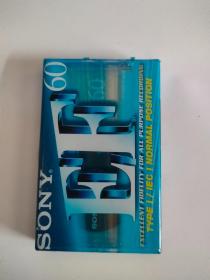 SONY
EF
60
EXCELLENT FIDELITY FOR ALL PURPOSE RECORDING
TYPE I / IEC I NORMAL POSITION